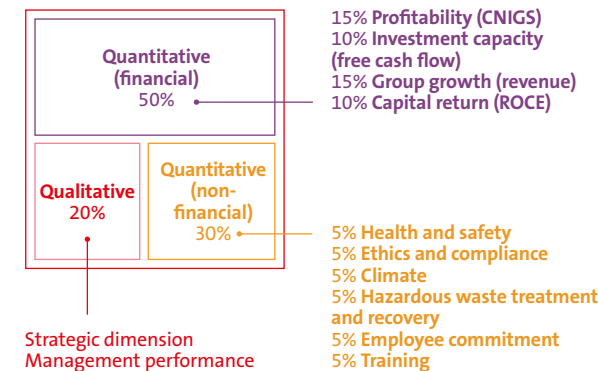 Quantitative
(financial)
50%
15% Profitability (CNIGS)
10% Investment capacity
(free cash flow)
15% Group growth (revenue)
10% Capital return (ROCE)
Qualitative
20%
Quantitative
(non-
financial)
30%
5% Health and safety
5% Ethics and compliance
5% Climate
5% Hazardous waste treatment
and recovery
5% Employee commitment
5% Training
Strategic dimension
Management performance